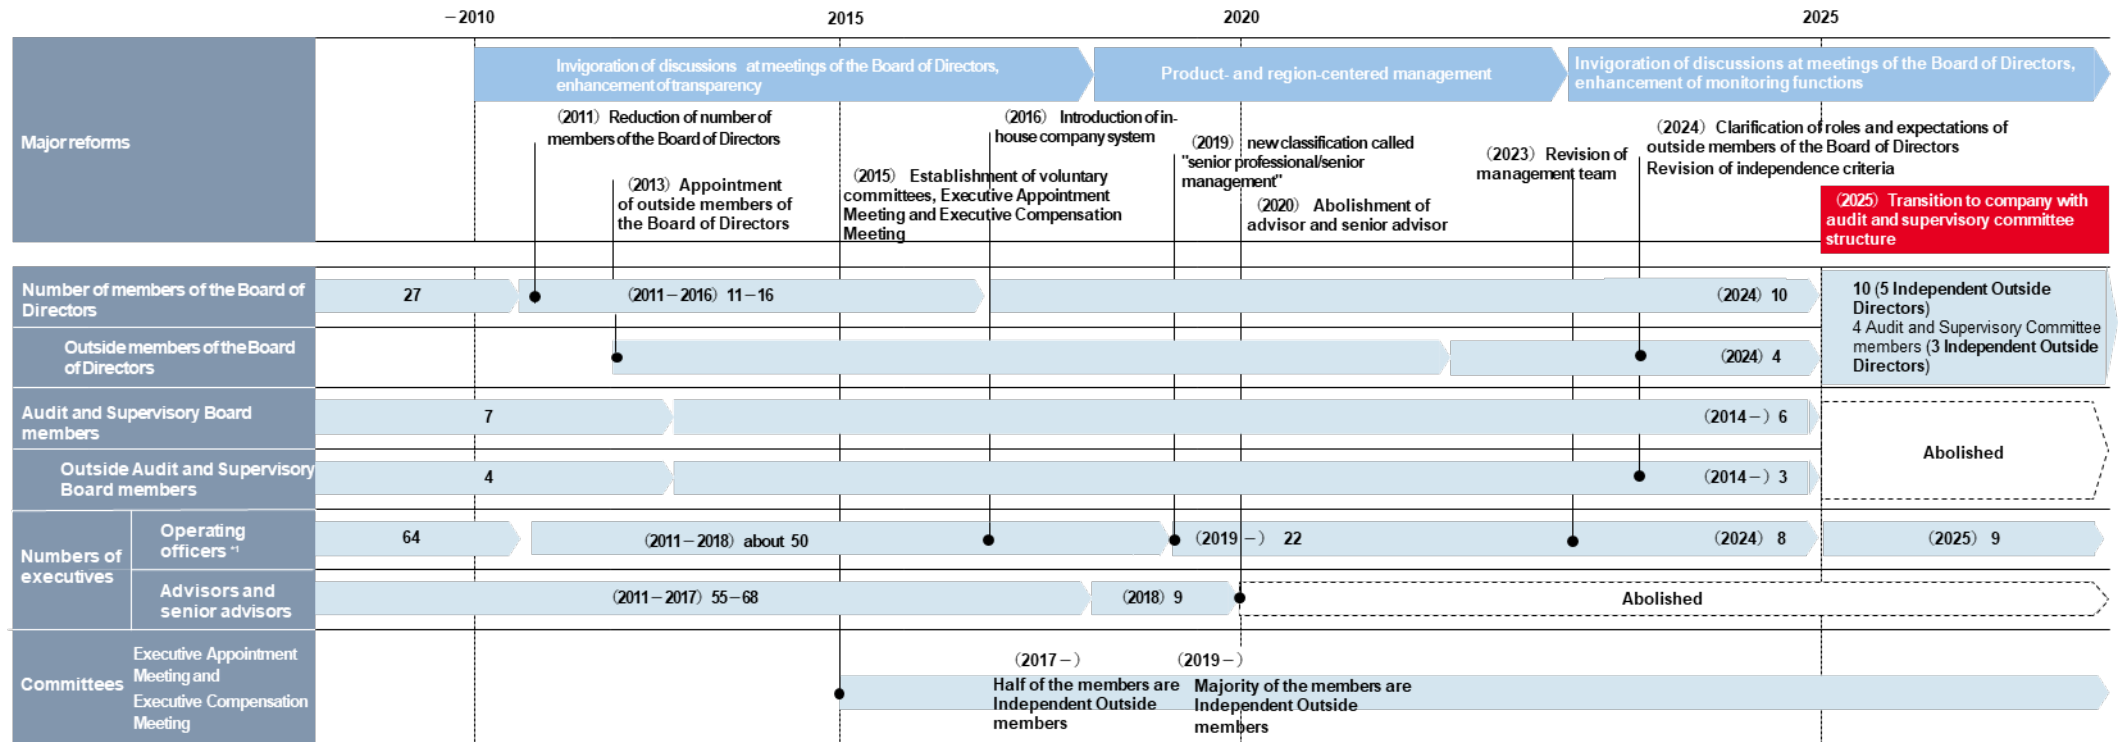 －2010
2015
2020
2025
Major reforms
Invigoration of discussions at meetings of the Board of Directors,
enhancement of transparency
Product- and region-centered management
Invigoration of discussions at meetings of the Board of Directors,
enhancement of monitoring functions
（2011） Reduction of number of
members of the Board of Directors
（2013） Appointment
of outside members of
the Board of Directors
（2015） Establishment of voluntary
committees, Executive Appointment
Meeting and Executive Compensation
Meeting
（2016） Introduction of in-
house company system
（2019） new classification called
"senior professional/senior
management"
（2020） Abolishment of
advisor and senior advisor
（2023） Revision of
management team
（2024） Clarification of roles and expectations of
outside members of the Board of Directors
Revision of independence criteria
（2025） Transition to company with
audit and supervisory committee
structure
Number of members of the Board of
Directors
27
（2011－2016） 11－16
（2024） 10
10 (5 Independent Outside
Directors)
4 Audit and Supervisory Committee
members (3 Independent Outside
Directors)
Outside members of the Board
of Directors
（2024） 4
Audit and Supervisory Board
members
7
（2014－） 6
Abolished
Outside Audit and Supervisory
Board members
4
（2014－） 3
Numbers of
executives
Operating
officers *1
64
（2011－2018） about 50
（2019－） 22
（2024） 8
（2025） 9
Advisors and
senior advisors
（2011－2017） 55－68
（2018） 9
Abolished
Committees
Executive Appointment
Meeting and
Executive Compensation
Meeting
（2017－）
Half of the members are
Independent Outside
members
（2019－）
Majority of the members are
Independent Outside
members